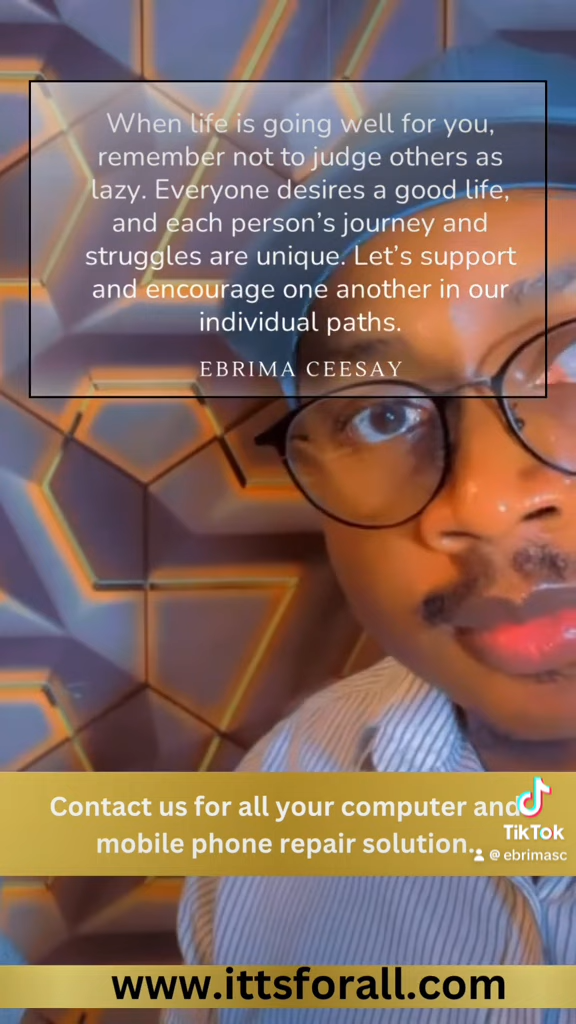 When life is going well for you,
remember not to judge others as
lazy. Everyone desires a good life,
and each person's journey and
struggles are unique. Let's support
and encourage one another in our
individual paths.
EBRIMA CEESAY
Contact us for all your computer and
mobile phone repair solution..
TikTok
@ ebrimasc
www.ittsforall.com